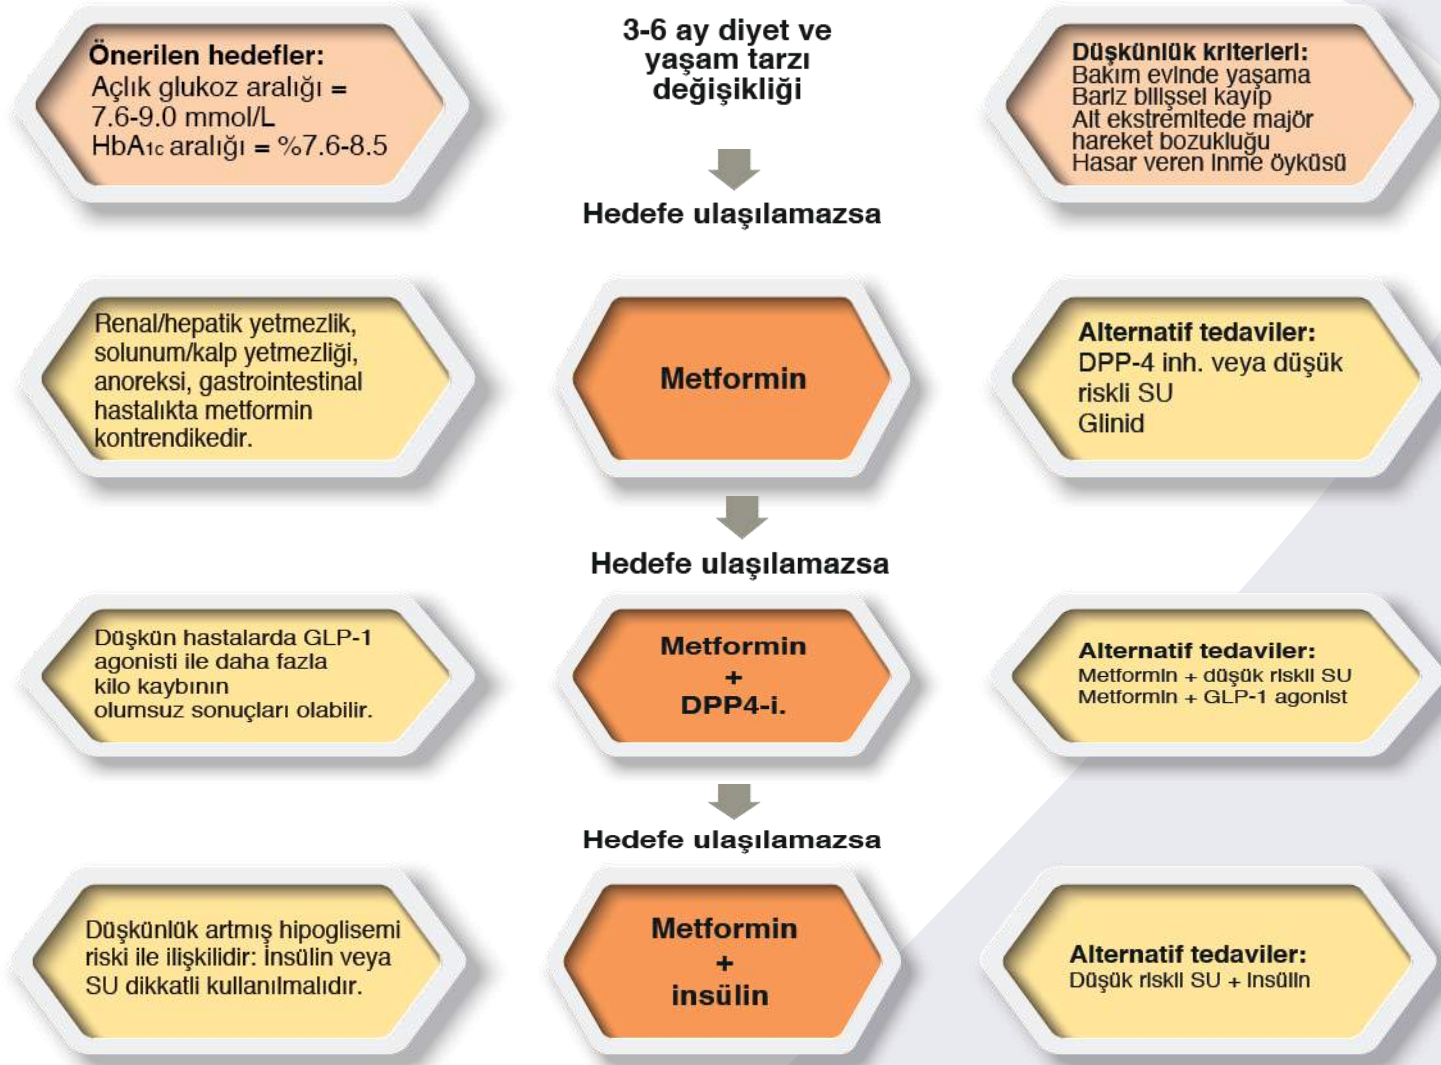 Önerilen hedefler:
Açlık glukoz aralığı =
7.6-9.0 mmol/L
HbA1c aralığı = %7.6-8.5
3-6 ay diyet ve
yaşam tarzı
değişikliği
Düşkünlük kriterleri:
Bakım evinde yaşama
Bariz bilişsel kayıp
Alt ekstremitede majör
hareket bozukluğu
Hasar veren inme öyküsü
Hedefe ulaşılamazsa
Renal/hepatik yetmezlik,
solunum/kalp yetmezliği,
anoreksi, gastrointestinal
hastalıkta metformin
kontrendikedir.
Metformin
Alternatif tedaviler:
DPP-4 inh. veya düşük
riskli SU
Glinid
Hedefe ulaşılamazsa
Düşkün hastalarda GLP-1
agonisti ile daha fazla
kilo kaybının
olumsuz sonuçları olabilir.
Metformin
+
DPP4-i.
Alternatif tedaviler:
Metformin + düşük riskli SU
Metformin + GLP-1 agonist
Hedefe ulaşılamazsa
Düşkünlük artmış hipoglisemi
riski ile ilişkilidir: İnsülin veya
SU dikkatli kullanılmalıdır.
Metformin
+
insülin
Alternatif tedaviler:
Düşük riskli SU + insülin